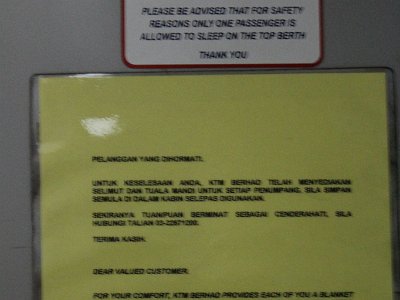 PLEASE BE ADVISED THAT FOR SAFETY
REASONS ONLY ONE PASSENGER IS
ALLOWED TO SLEEP ON THE TOP BERTH
THANK YOU
PELANGGAN YANG DIHORMATI,
UNTUK KESELESAAN ANDA, KTM BERHAD TELAH MENYEDIAKAN
SELIMUT DAN TUALA MANDI UNTUK SETIAP PENUMPANG. SILA SIMPAN
SEMULA DI DALAM KABIN SELEPAS DIGUNAKAN.
SEKIRANYA TUAN/PUAN BERMINAT SEBAGAI CENDERAHATI, SILA
HUBUNGI TALIAN 03-22671200.
TERIMA KASIH.
DEAR VALUED CUSTOMER,
FOR YOUR COMFORT, KTM BERHAD PROVIDES EACH OF YOU A BLANKET